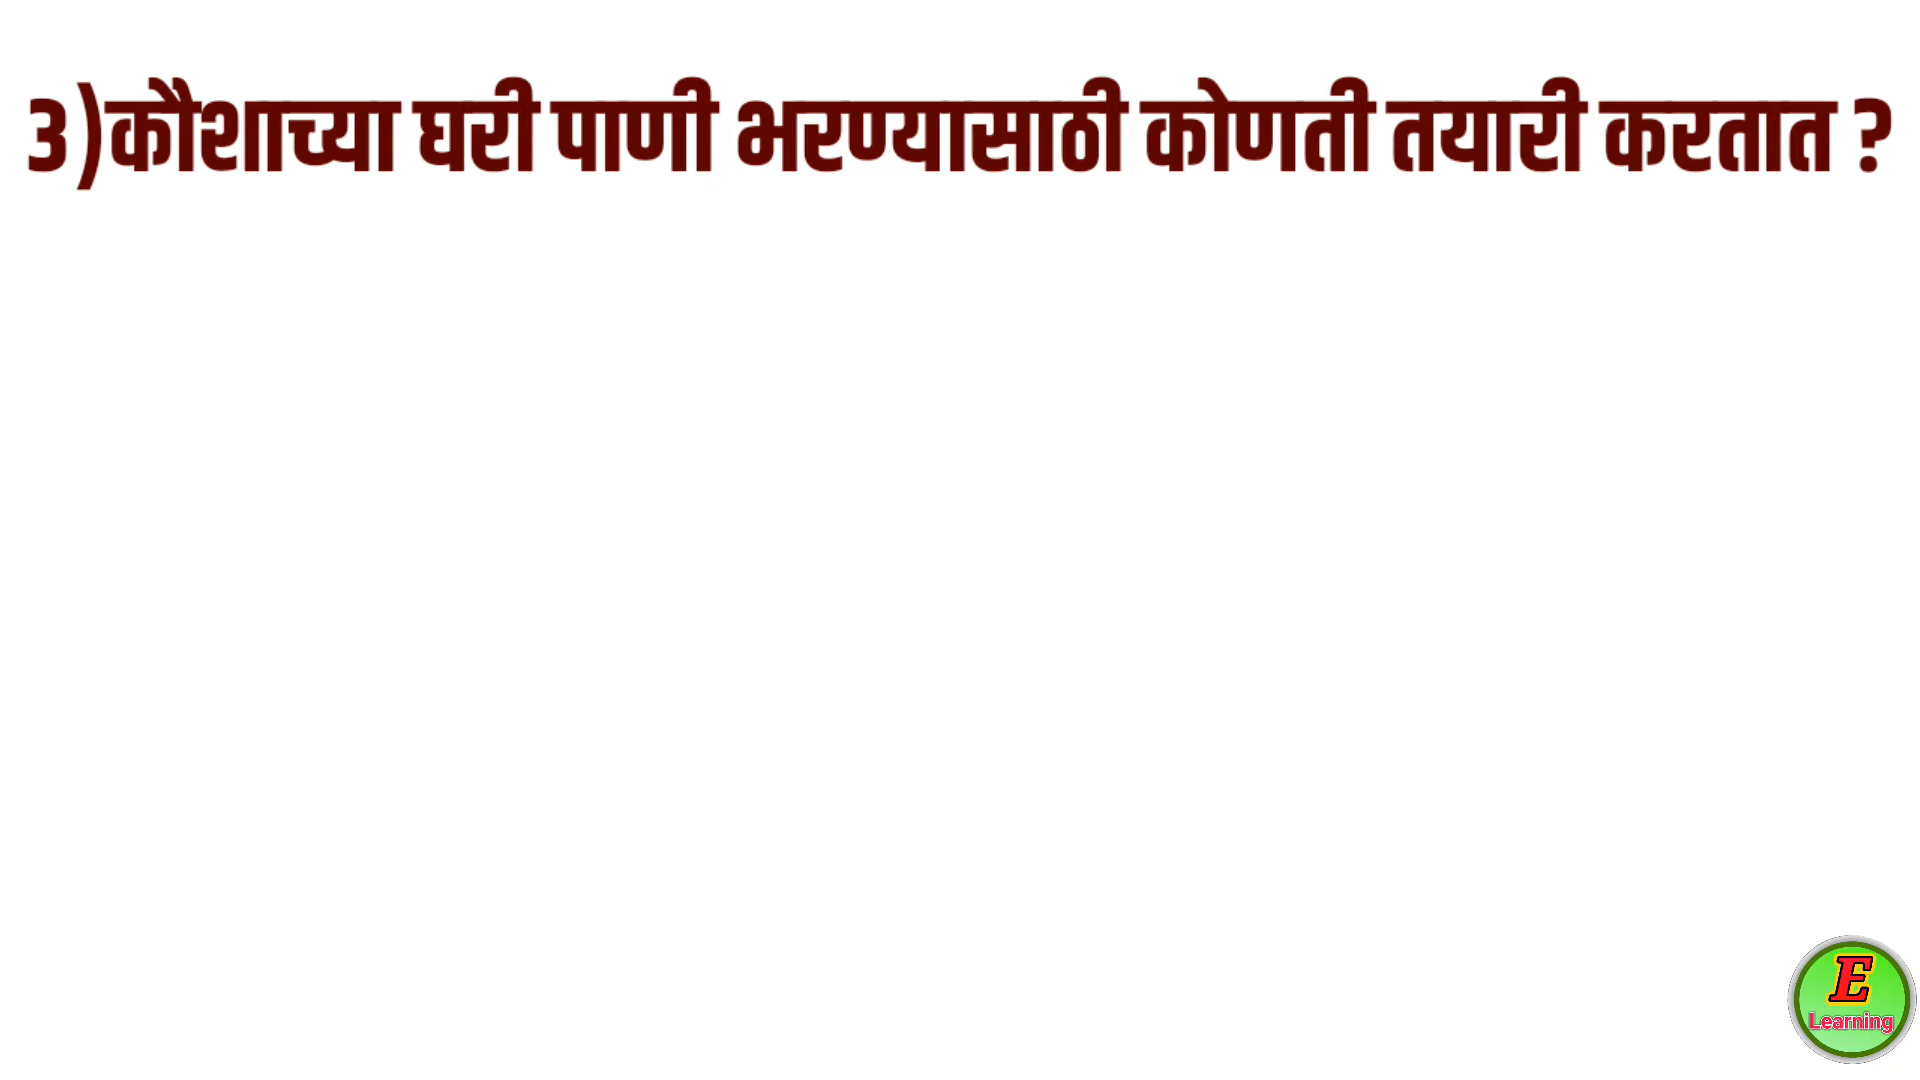 3)कौशाच्या घरी पाणी भरण्यासाठी कोणती तयारी करतात ?
E
Learning